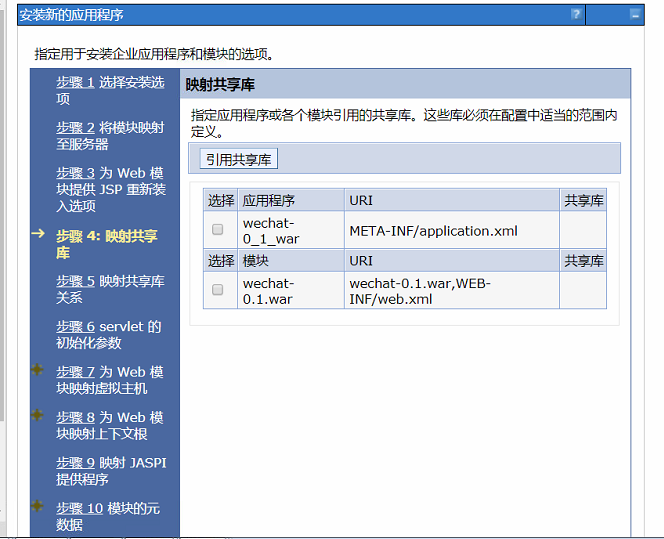 安装新的应用程序
?
指定用于安装企业应用程序和模块的选项。
步骤 1 选择安装选
项
步骤 2 将模块映射
至服务器
步骤 3 为 Web 模
块提供 JSP 重新装
入选项
步骤 4: 映射共享
库
步骤 5 映射共享库
关系
步骤 6 servlet 的
初始化参数
步骤 7 为 Web 模
块映射虚拟主机
步骤 8 为 Web 模
块映射上下文根
步骤 9 映射 JASPI
提供程序
步骤 10 模块的元
数据
映射共享库
指定应用程序或各个模块引用的共享库。这些库必须在配置中适当的范围内
定义。
引用共享库
选择 应用程序 URI 共享库
wechat-
0_1_war META-INF/application.xml
选择 模块 URI 共享库
wechat- wechat-0.1.war,WEB-
0.1.war INF/web.xml